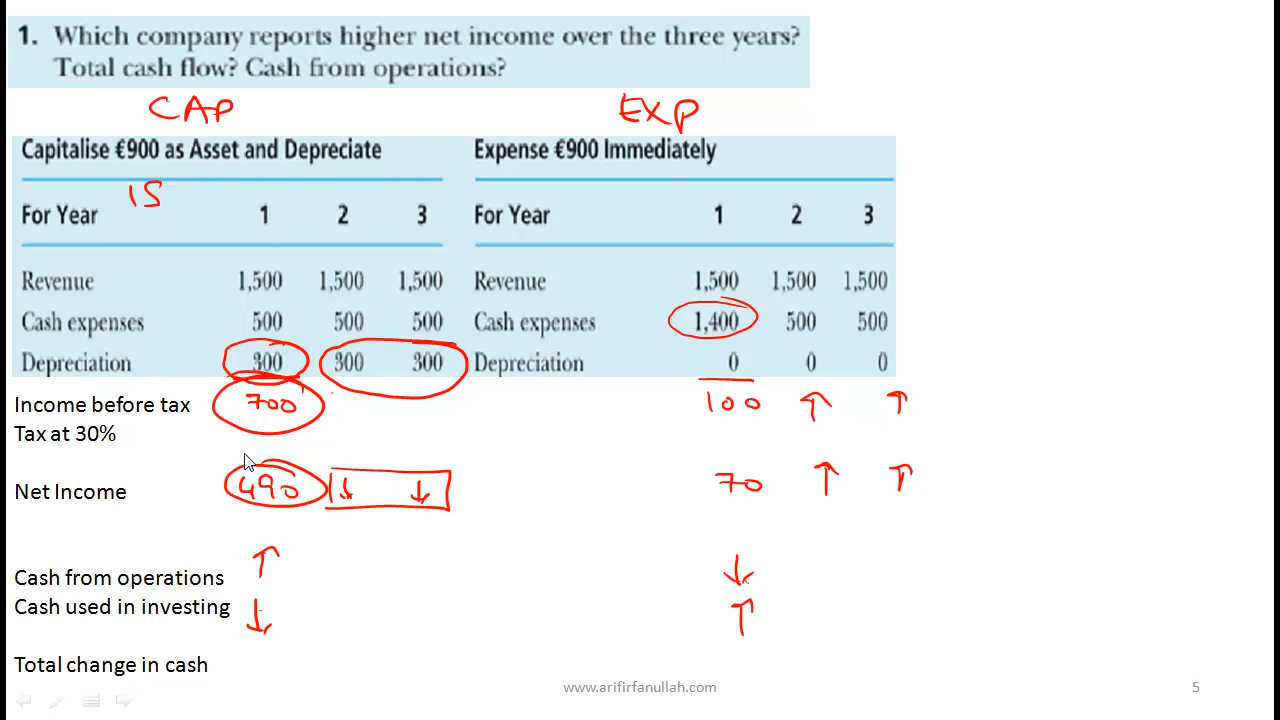 1. Which company reports higher net income over the three years?
Total cash flow? Cash from operations?
CAP EXP
Capitalise €900 as Asset and Depreciate Expense €900 Immediately
IS
For Year 1 2 3 For Year 1 2 3
Revenue 1,500 1,500 1,500 Revenue 1,500 1,500 1,500
Cash expenses 500 500 500 Cash expenses 1,400 500 500
Depreciation 300 300 300 Depreciation 0 0 0
Income before tax 700 100 ↑ ↑
Tax at 30%
Net Income 490 ↓ ↓ 70 ↑ ↑
Cash from operations ↑ ↓
Cash used in investing ↓ ↑
Total change in cash
www.arifirfanullah.com 5